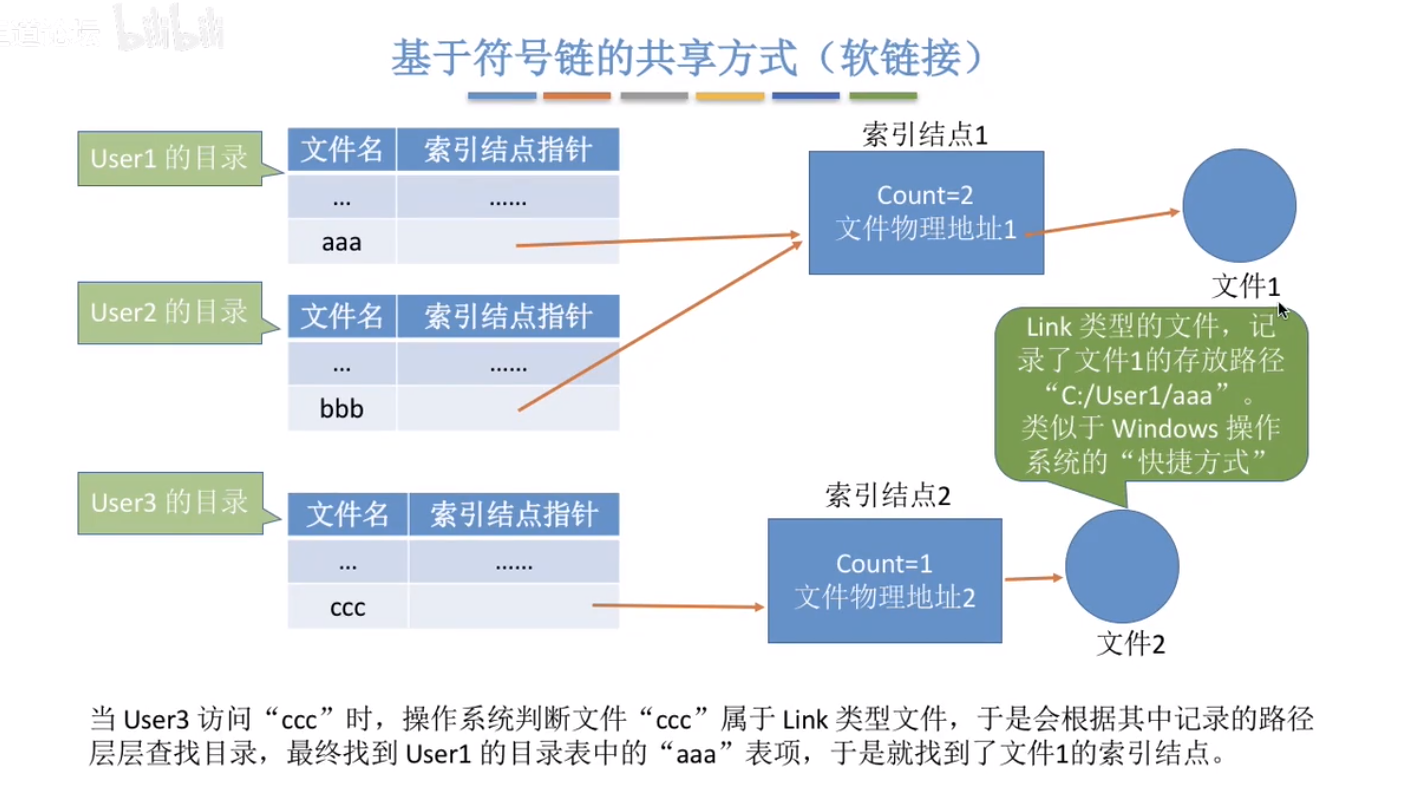 bilibili
基于符号链的共享方式（软链接）
User1 的目录
文件名 索引结点指针
... ......
aaa
User2 的目录
文件名 索引结点指针
... ......
bbb
User3 的目录
文件名 索引结点指针
... ......
ccc
索引结点1
Count=2
文件物理地址1
文件1
Link 类型的文件，记
录了文件1的存放路径
“C:/User1/aaa”。
类似于 Windows 操作
系统的“快捷方式”
索引结点2
Count=1
文件物理地址2
文件2
当 User3 访问“ccc”时，操作系统判断文件“ccc”属于 Link 类型文件，于是会根据其中记录的路径
层层查找目录，最终找到 User1 的目录表中的“aaa”表项，于是就找到了文件1的索引结点。